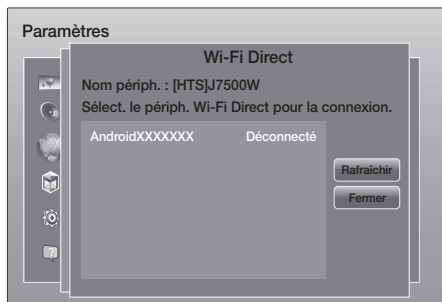 Paramètres
Wi-Fi Direct
Nom périph. : [HTS]J7500W
Sélect. le périph. Wi-Fi Direct pour la connexion.
AndroidXXXXXXX Déconnecté
Rafraîchir
Fermer
?